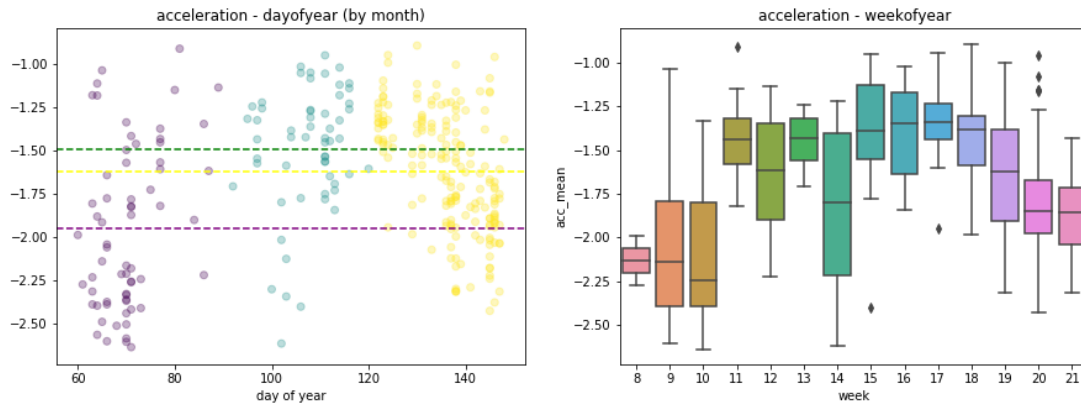 acceleration - dayofyear (by month)
−1.00
−1.25
−1.50
−1.75
−2.00
−2.25
−2.50
60 80 100 120 140
day of year
acceleration - weekofyear
acc_mean
−1.00
−1.25
−1.50
−1.75
−2.00
−2.25
−2.50
8 9 10 11 12 13 14 15 16 17 18 19 20 21
week